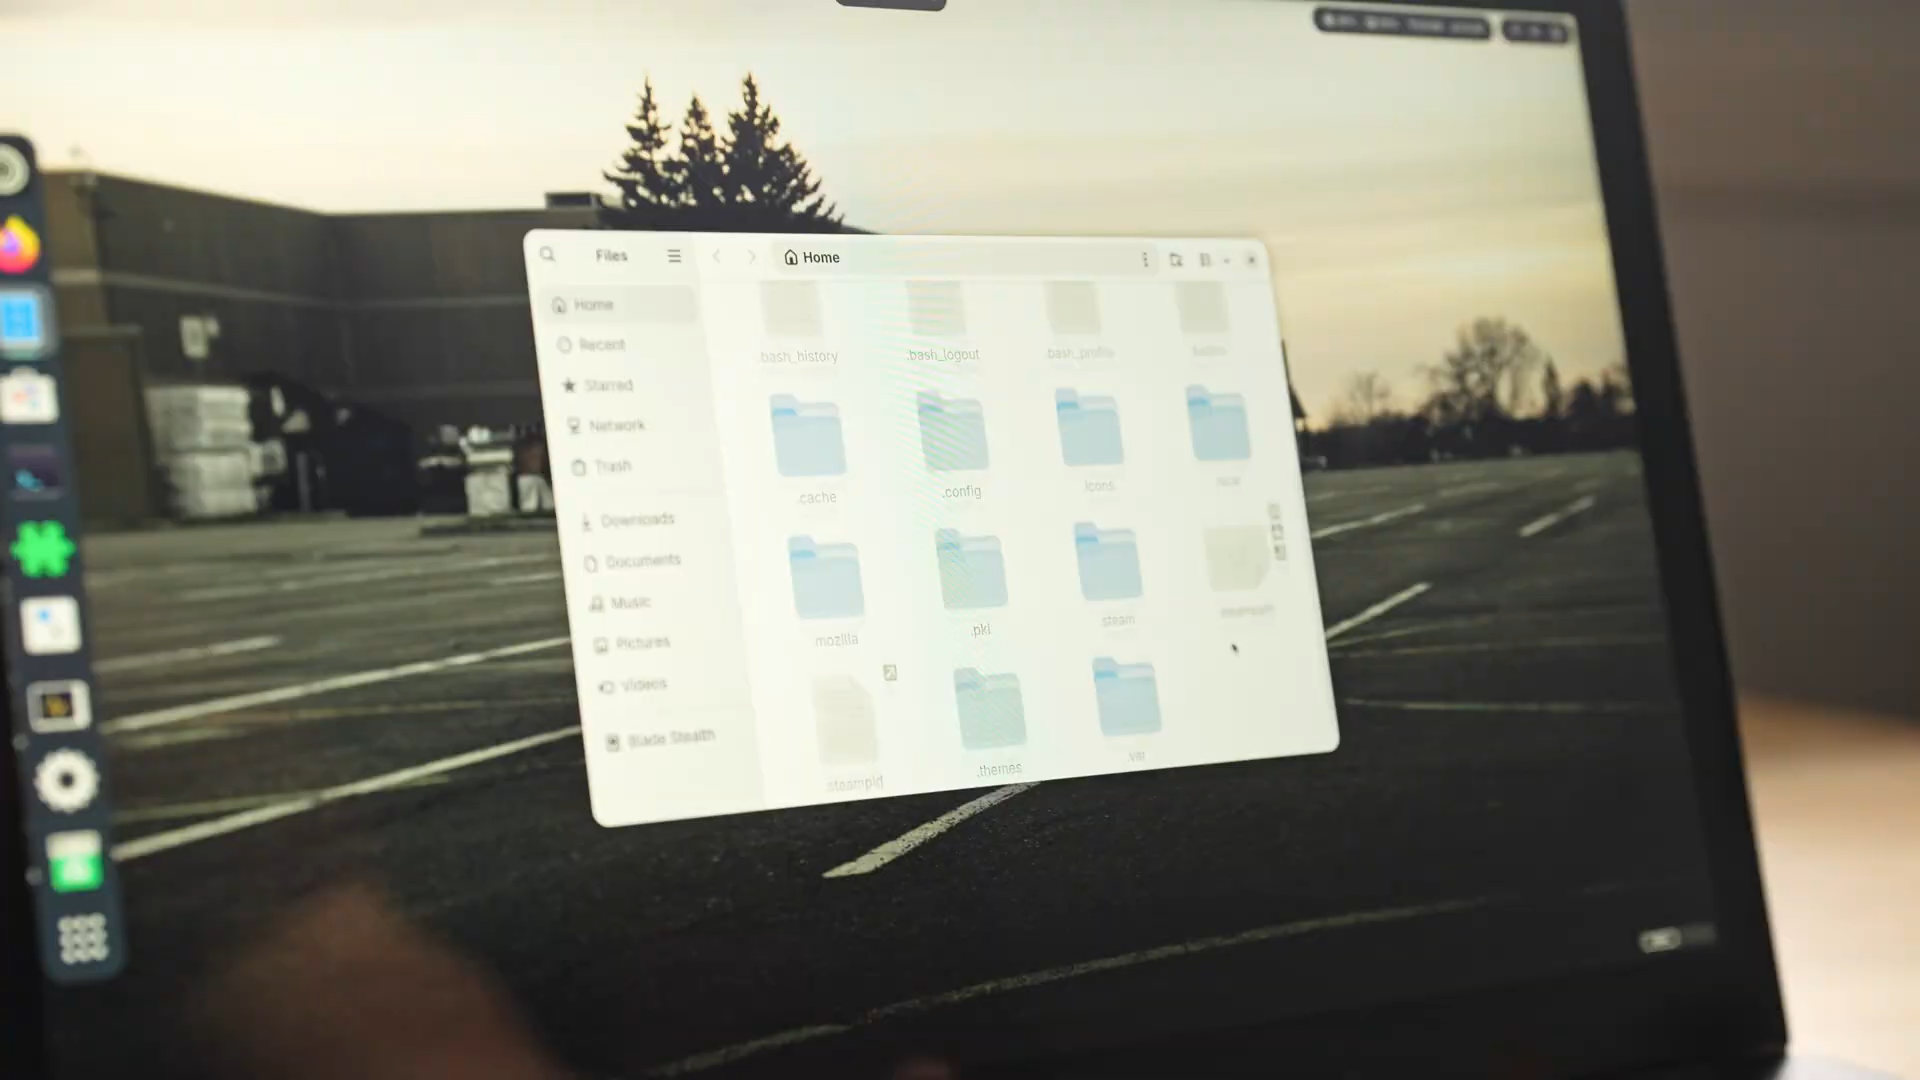 Files
Home
Home
Recent
Starred
Network
Trash
Downloads
Documents
Music
Pictures
Videos
Blade Stealth
.bash_history
.bash_logout
.bash_profile
.cache
.config
.icons
.mozilla
.pki
.steam
.steampid
.themes
.var